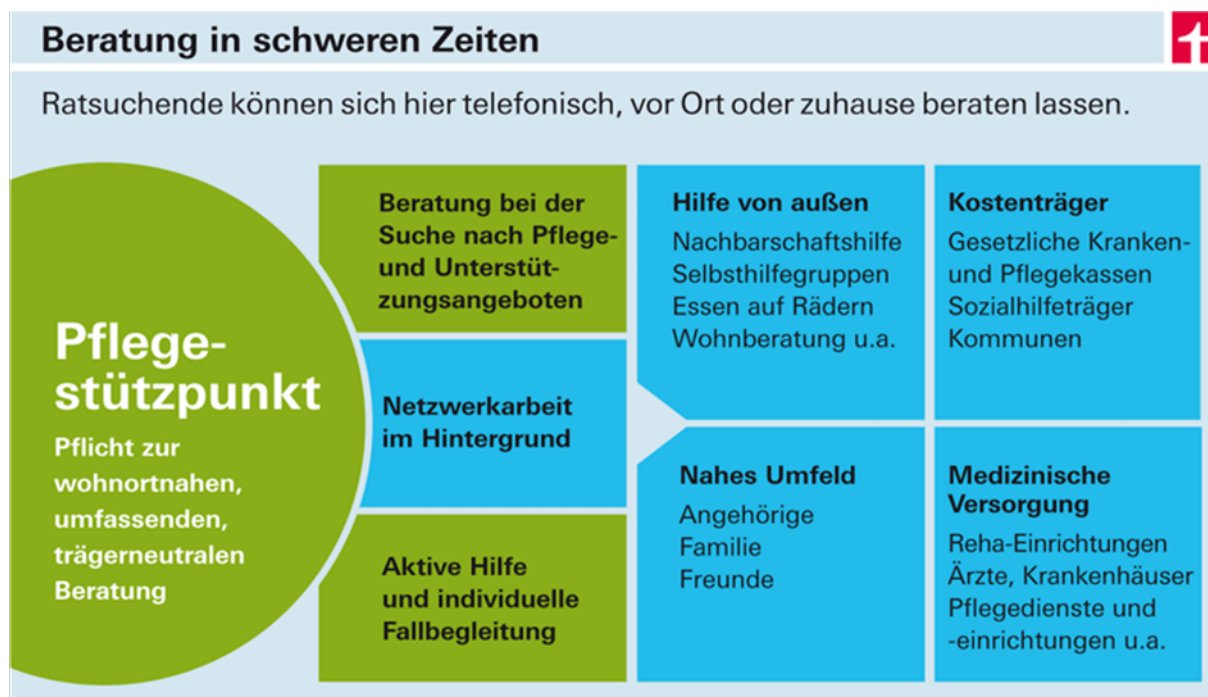 Beratung in schweren Zeiten
Ratsuchende können sich hier telefonisch, vor Ort oder zuhause beraten lassen.
Pflege-
stützpunkt
Pflicht zur
wohnortnahen,
umfassenden,
trägerneutralen
Beratung
Beratung bei der
Suche nach Pflege-
und Unterstüt-
zungsangeboten
Netzwerkarbeit
im Hintergrund
Aktive Hilfe
und individuelle
Fallbegleitung
Hilfe von außen
Nachbarschaftshilfe
Selbsthilfegruppen
Essen auf Rädern
Wohnberatung u.a.
Kostenträger
Gesetzliche Kranken-
und Pflegekassen
Sozialhilfeträger
Kommunen
Nahes Umfeld
Angehörige
Familie
Freunde
Medizinische
Versorgung
Reha-Einrichtungen
Ärzte, Krankenhäuser
Pflegedienste und
-einrichtungen u.a.